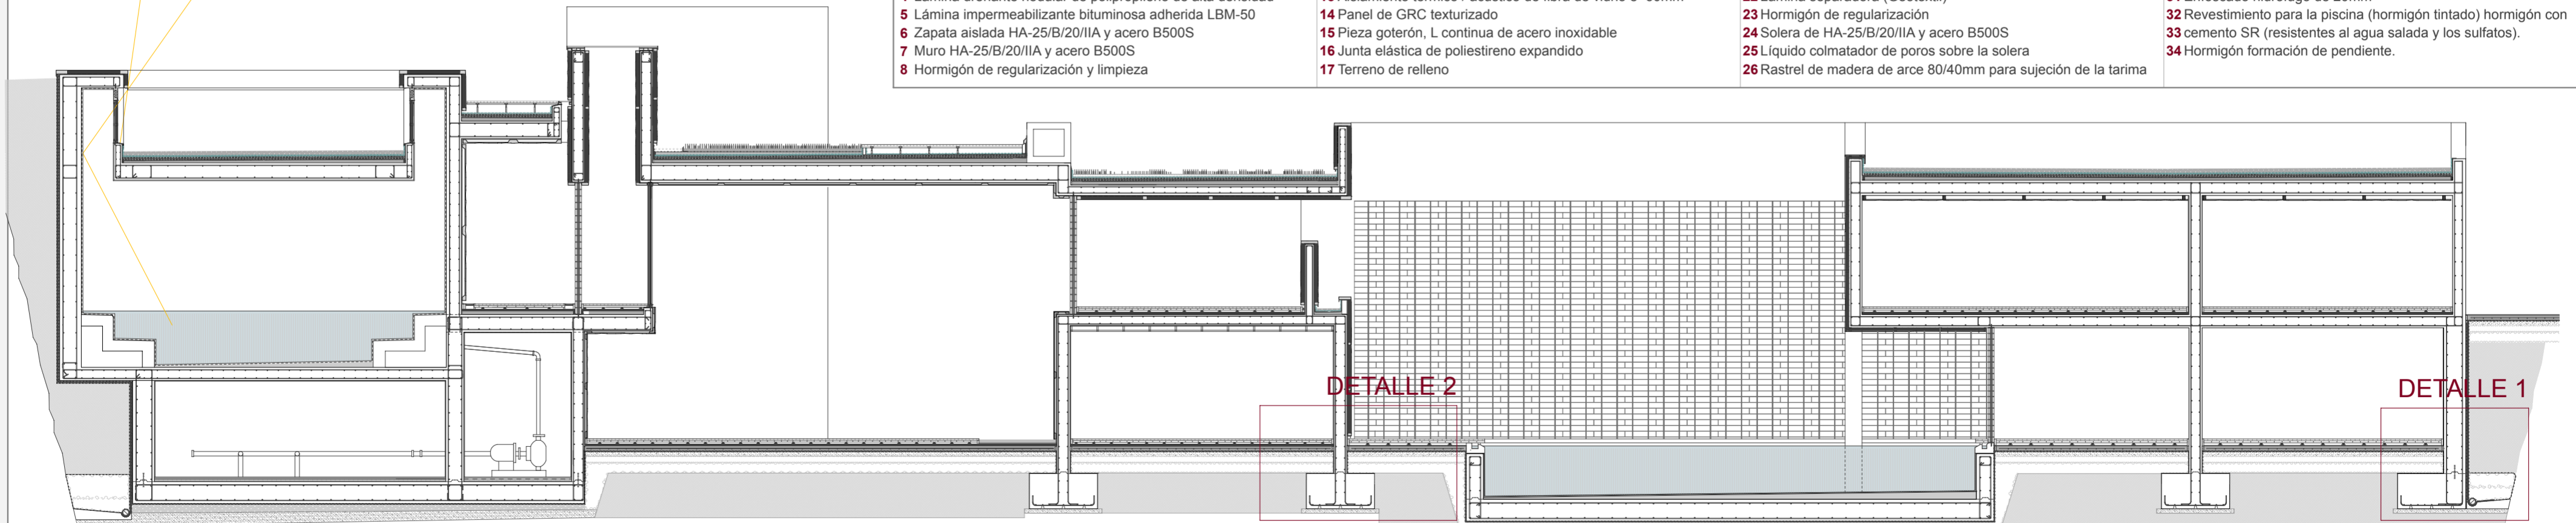 5 Lámina impermeabilizante bituminosa adherida LBM-50
6 Zapata aislada HA-25/B/20/IIA y acero B500S
7 Muro HA-25/B/20/IIA y acero B500S
8 Hormigón de regularización y limpieza
14 Panel de GRC texturizado
15 Pieza goterón, L continua de acero inoxidable
16 Junta elástica de poliestireno expandido
17 Terreno de relleno
23 Hormigón de regularización
24 Solera de HA-25/B/20/IIA y acero B500S
25 Líquido colmatador de poros sobre la solera
26 Rastrel de madera de arce 80/40mm para sujeción de la tarima
32 Revestimiento para la piscina (hormigón tintado) hormigón con
33 cemento SR (resistentes al agua salada y los sulfatos).
34 Hormigón formación de pendiente.
DETALLE 2
DETALLE 1